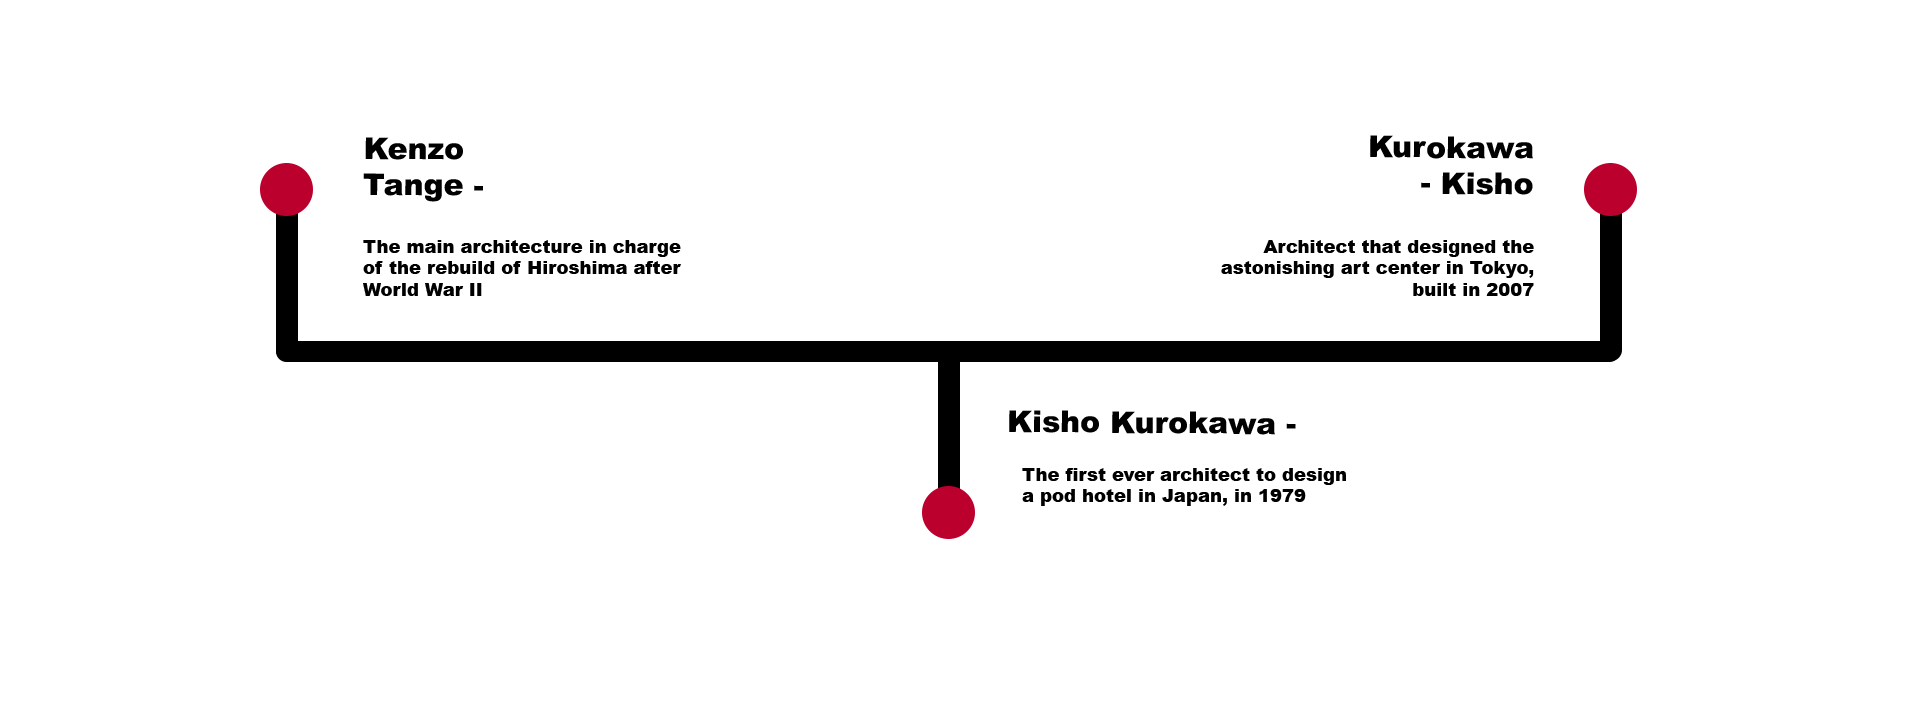 Kenzo
Tange -
The main architecture in charge
of the rebuild of Hiroshima after
World War II
Kurokawa
- Kisho
Architect that designed the
astonishing art center in Tokyo,
built in 2007
Kisho Kurokawa -
The first ever architect to design
a pod hotel in Japan, in 1979